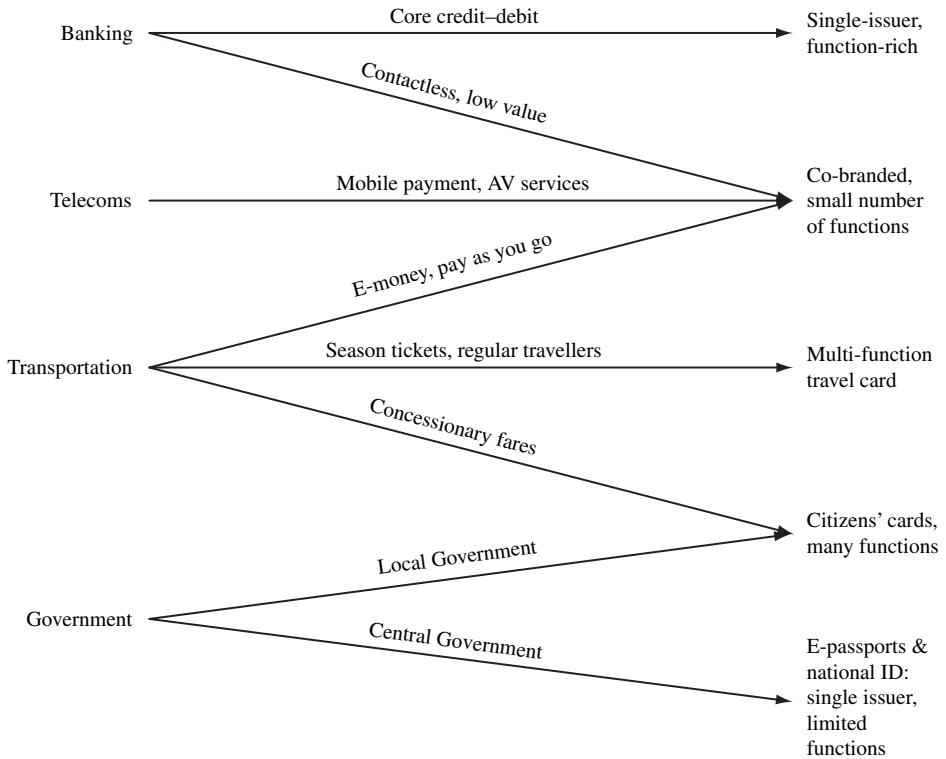 Banking
Core credit–debit
Single-issuer,
function-rich
Contactless, low value
Telecoms
Mobile payment, AV services
Co-branded,
small number
of functions
E-money, pay as you go
Transportation
Season tickets, regular travellers
Multi-function
travel card
Concessionary fares
Citizens’ cards,
many functions
Local Government
Government
Central Government
E-passports &
national ID:
single issuer,
limited
functions